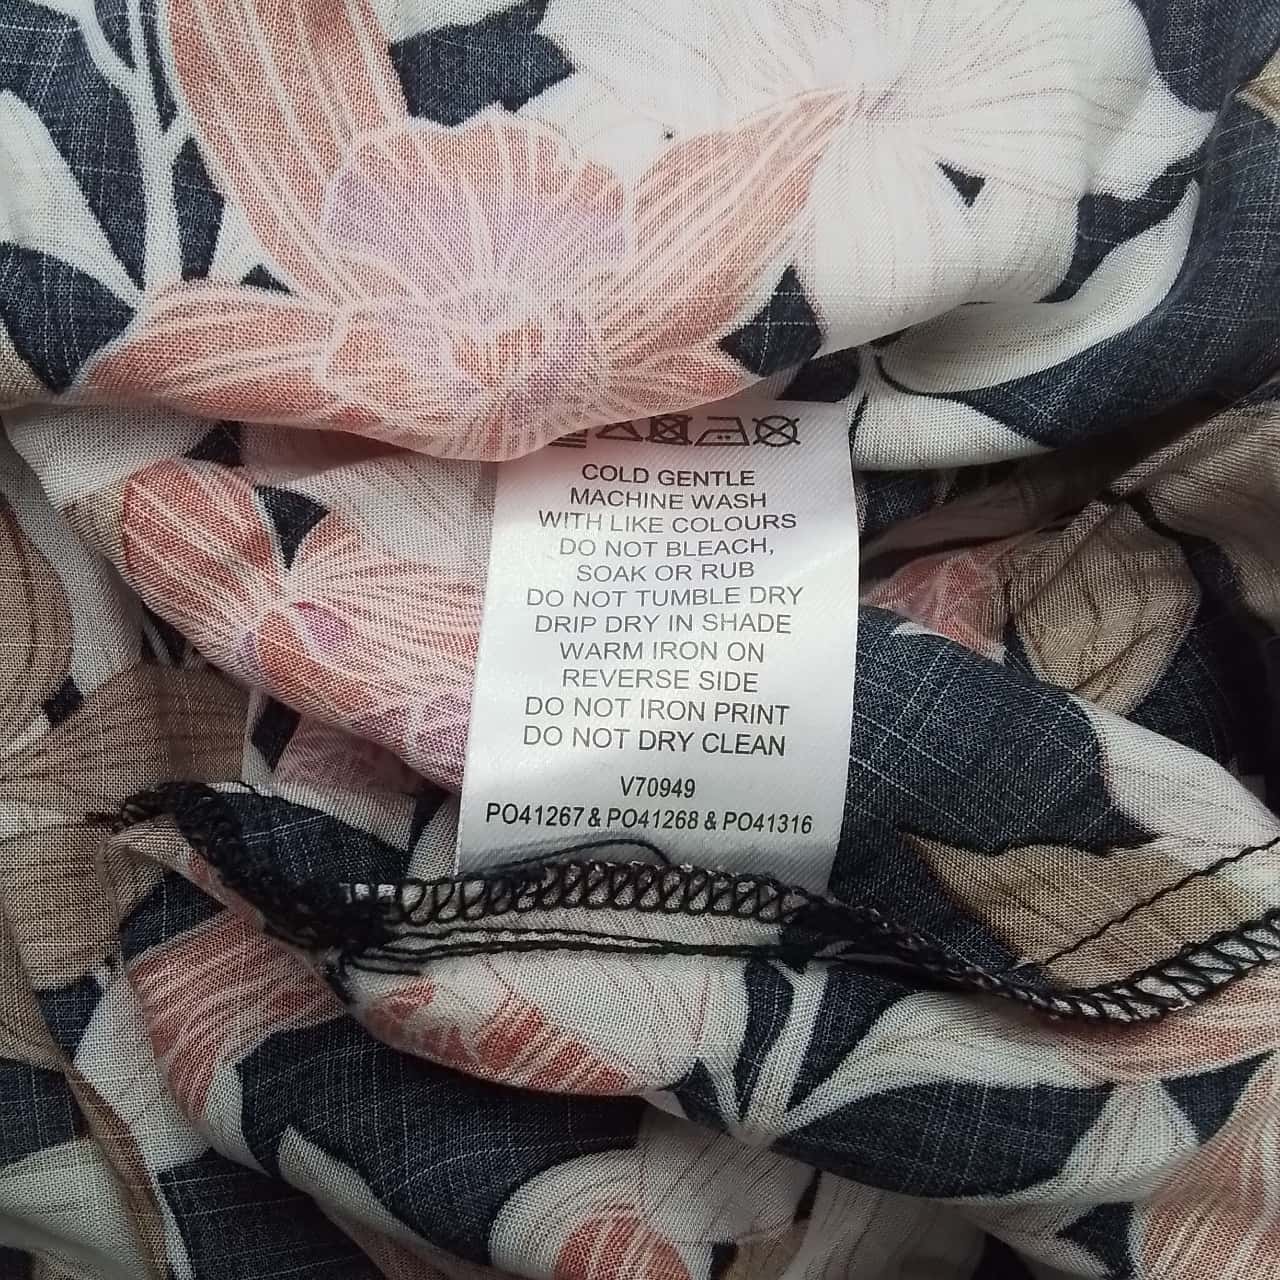 COLD GENTLE
MACHINE WASH
WITH LIKE COLOURS
DO NOT BLEACH,
SOAK OR RUB
DO NOT TUMBLE DRY
DRIP DRY IN SHADE
WARM IRON ON
REVERSE SIDE
DO NOT IRON PRINT
DO NOT DRY CLEAN
V70949
PO41267 & PO41268 & PO41316